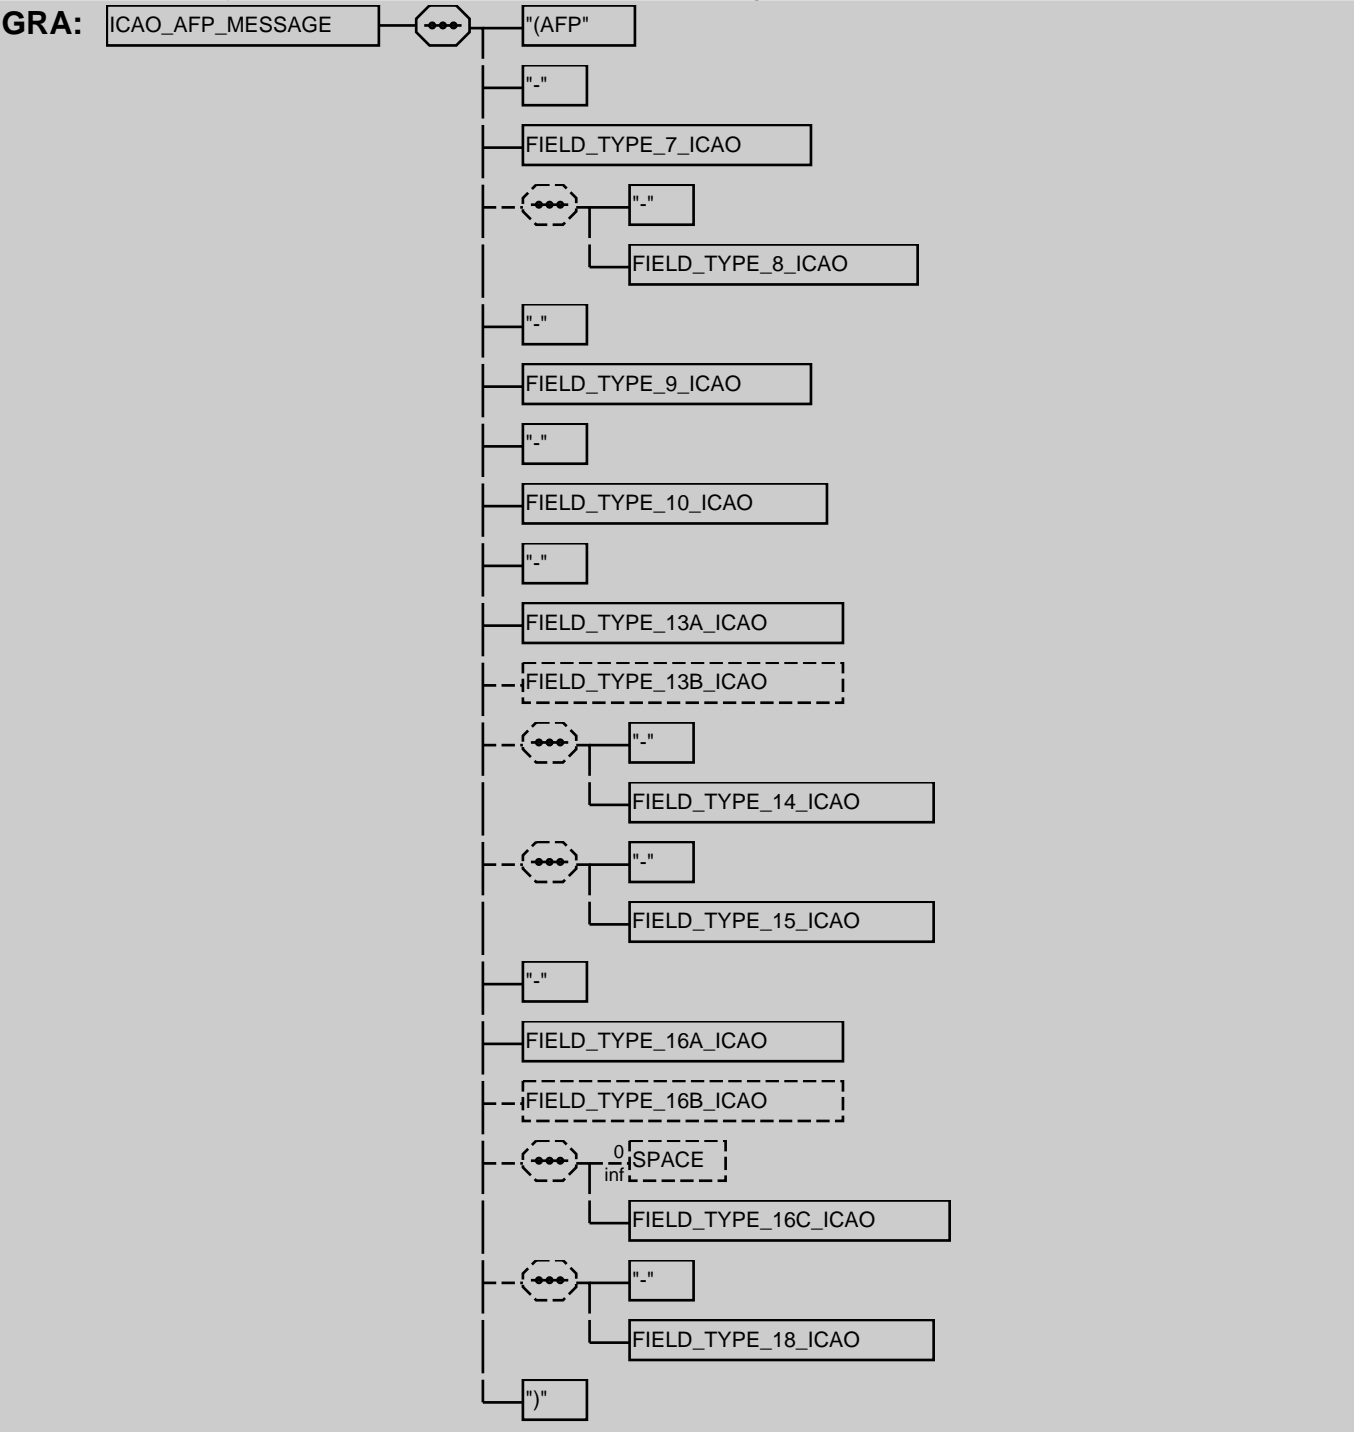 GRA: ICAO_AFP_MESSAGE "(AFP"
"-"
FIELD_TYPE_7_ICAO
"-"
FIELD_TYPE_8_ICAO
"-"
FIELD_TYPE_9_ICAO
"-"
FIELD_TYPE_10_ICAO
"-"
FIELD_TYPE_13A_ICAO
FIELD_TYPE_13B_ICAO
"-"
FIELD_TYPE_14_ICAO
"-"
FIELD_TYPE_15_ICAO
"-"
FIELD_TYPE_16A_ICAO
FIELD_TYPE_16B_ICAO
0
SPACE
inf
FIELD_TYPE_16C_ICAO
"-"
FIELD_TYPE_18_ICAO
")"